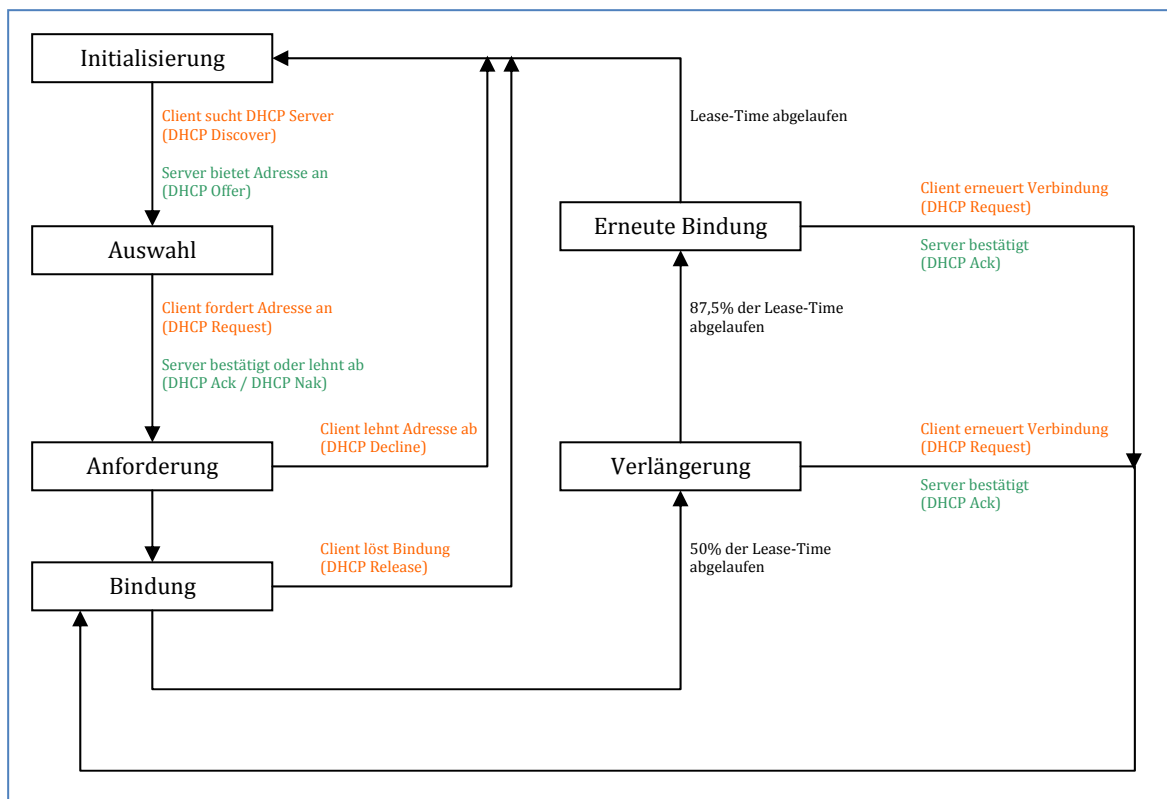 Initialisierung
Client sucht DHCP Server
(DHCP Discover)
Server bietet Adresse an
(DHCP Offer)
Auswahl
Client fordert Adresse an
(DHCP Request)
Server bestätigt oder lehnt ab
(DHCP Ack / DHCP Nak)
Anforderung
Client lehnt Adresse ab
(DHCP Decline)
Bindung
Client löst Bindung
(DHCP Release)
Lease-Time abgelaufen
Erneute Bindung
Client erneuert Verbindung
(DHCP Request)
Server bestätigt
(DHCP Ack)
87,5% der Lease-Time
abgelaufen
Verlängerung
Client erneuert Verbindung
(DHCP Request)
Server bestätigt
(DHCP Ack)
50% der Lease-Time
abgelaufen